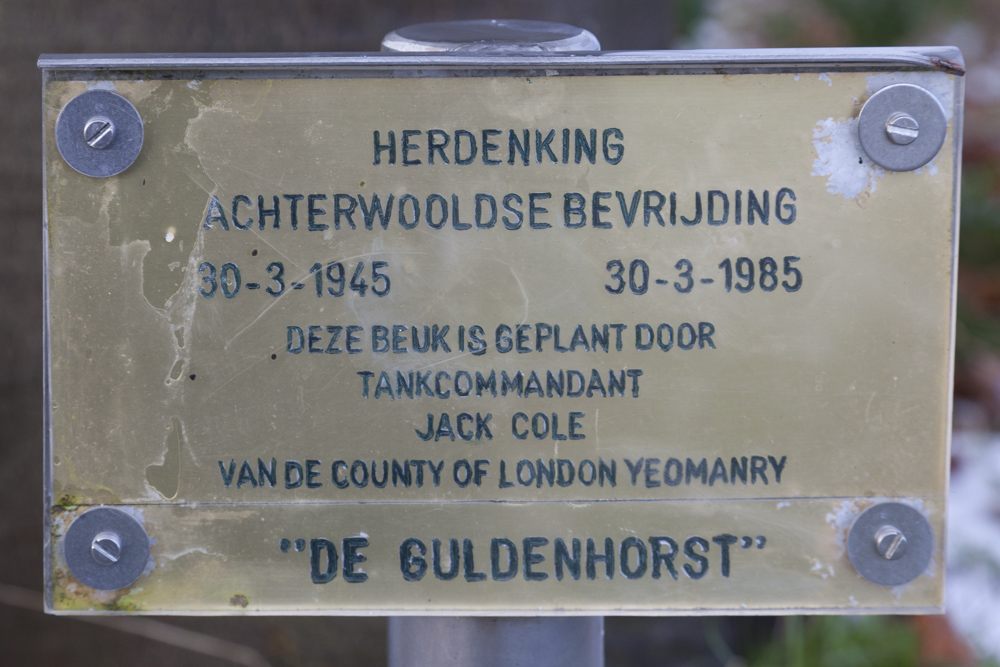 HERDENKING
ACHTERWOOLDSE BEVRIJDING
30-3-1945 30-3-1985
DEZE BEUK IS GEPLANT DOOR
TANKCOMMANDANT
JACK COLE
VAN DE COUNTY OF LONDON YEOMANRY
"DE GULDENHORST"